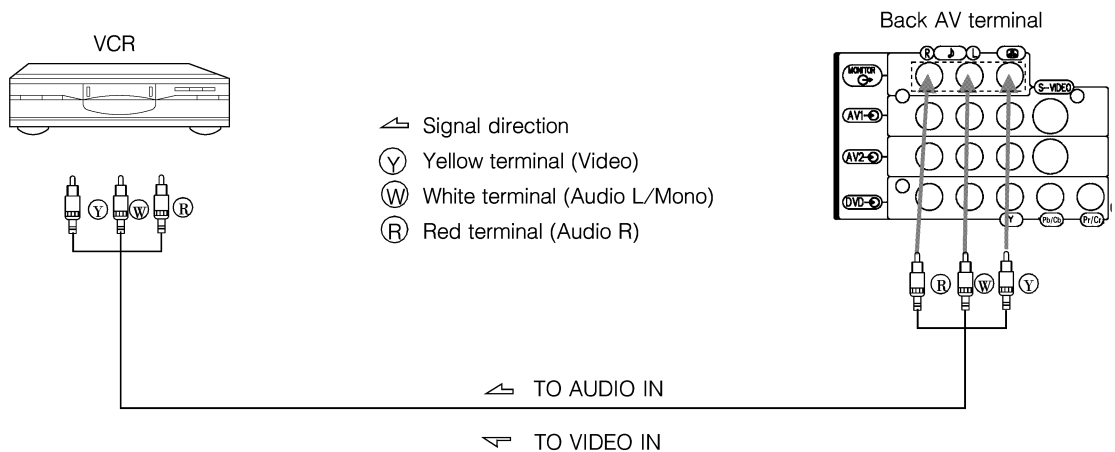 Back AV terminal
VCR
R ♪ L
MONITOR
S-VIDEO
AV1
AV2
DVD
Y Pb/Cb Pr/Cr
Signal direction
Y Yellow terminal (Video)
W White terminal (Audio L/Mono)
R Red terminal (Audio R)
Y W R
R W Y
TO AUDIO IN
TO VIDEO IN